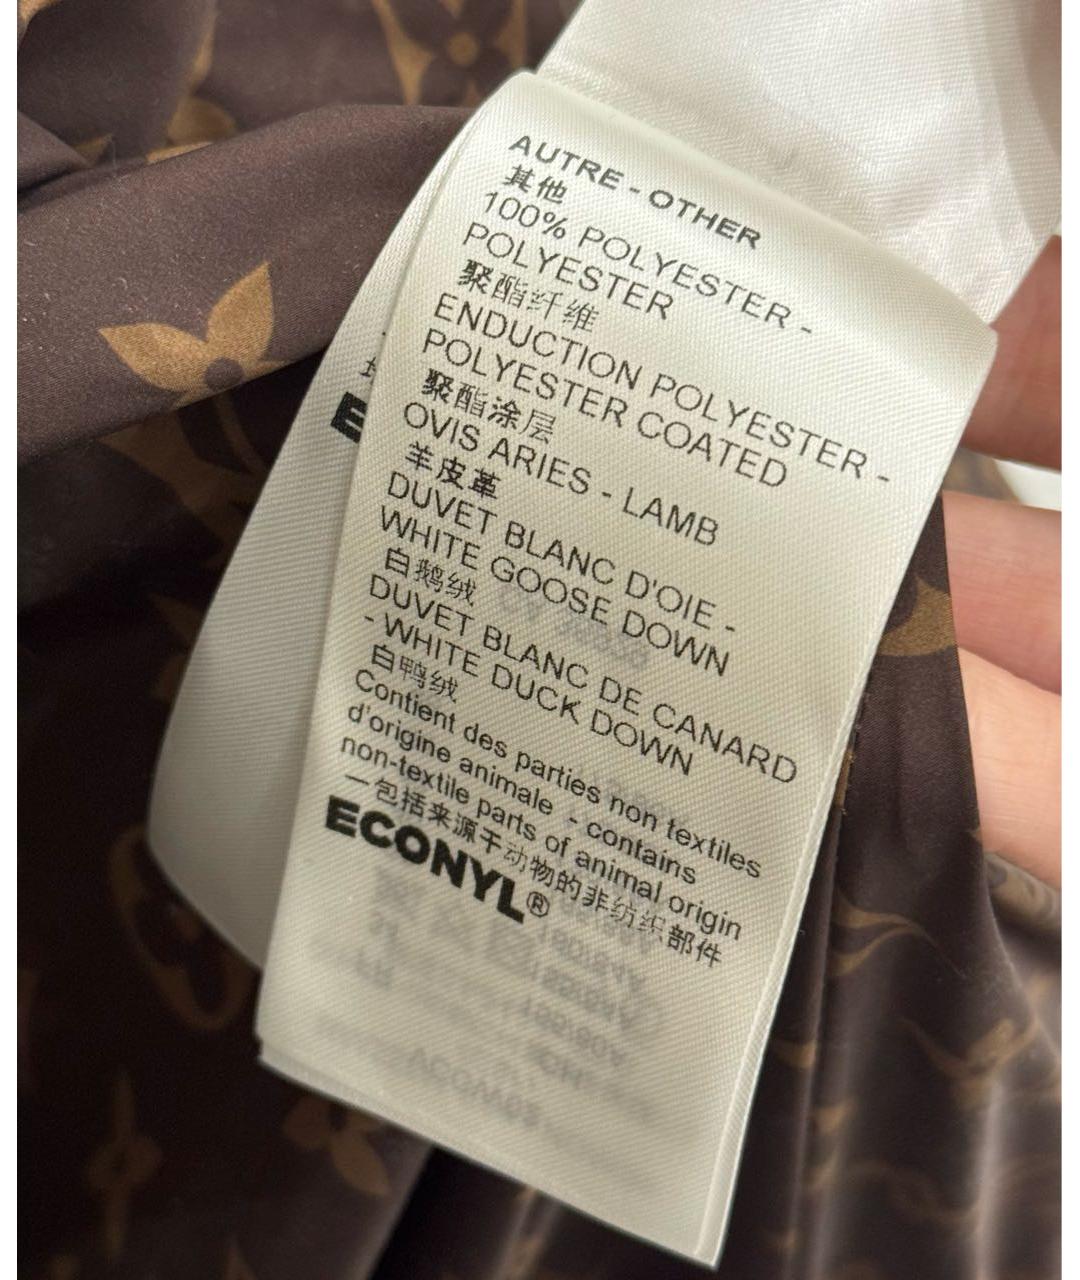 AUTRE - OTHER
其他
100% POLYESTER -
POLYESTER
聚酯纤维
ENDUCTION POLYESTER -
POLYESTER COATED
聚酯涂层
OVIS ARIES - LAMB
羊皮革
DUVET BLANC D'OIE -
WHITE GOOSE DOWN
白鹅绒
DUVET BLANC DE CANARD
- WHITE DUCK DOWN
白鸭绒
Contient des parties non textiles
d'origine animale - contains
non-textile parts of animal origin
一包括来源于动物的非纺织部件
ECONYL®